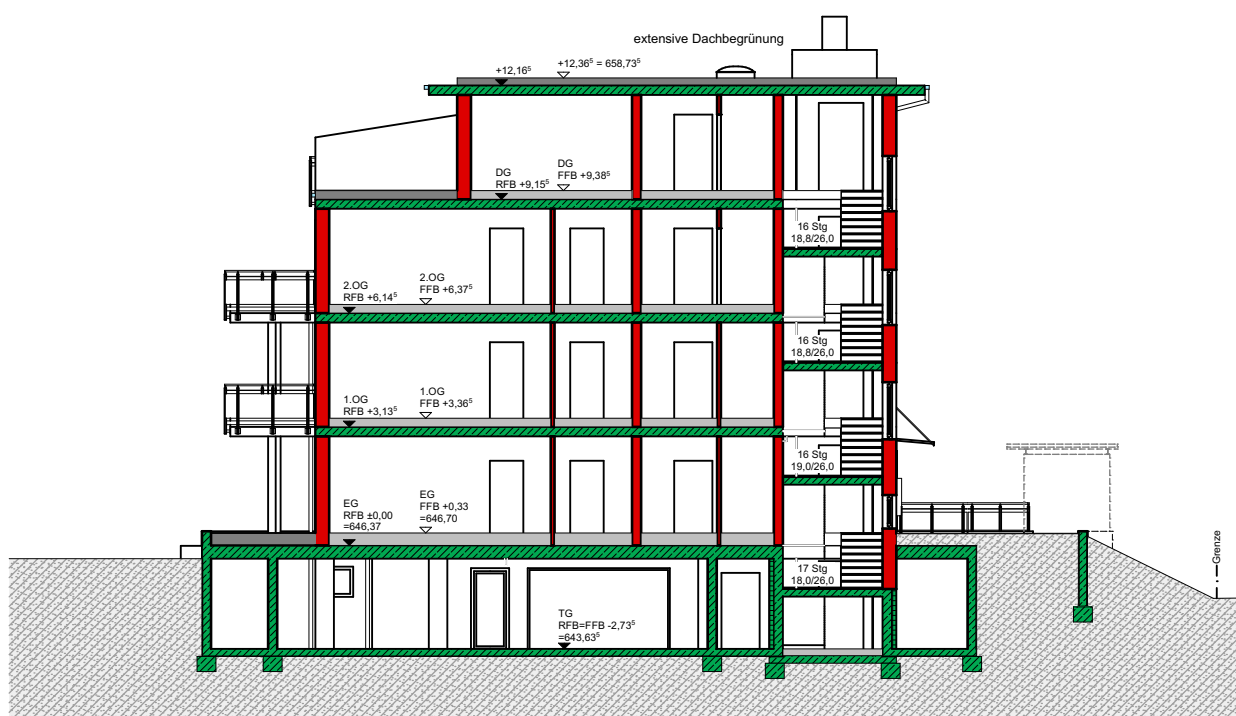 extensive Dachbegrünung
+12,36⁵ = 658,73⁵
+12,16⁵
DG
RFB +9,15⁵
DG
FFB +9,38⁵
16 Stg
18,8/26,0
2.OG
RFB +6,14⁵
2.OG
FFB +6,37⁵
16 Stg
18,8/26,0
1.OG
RFB +3,13⁵
1.OG
FFB +3,36⁵
16 Stg
19,0/26,0
EG
RFB ±0,00
=646,37
EG
FFB +0,33
=646,70
17 Stg
18,0/26,0
TG
RFB=FFB -2,73⁵
=643,63⁵
Grenze